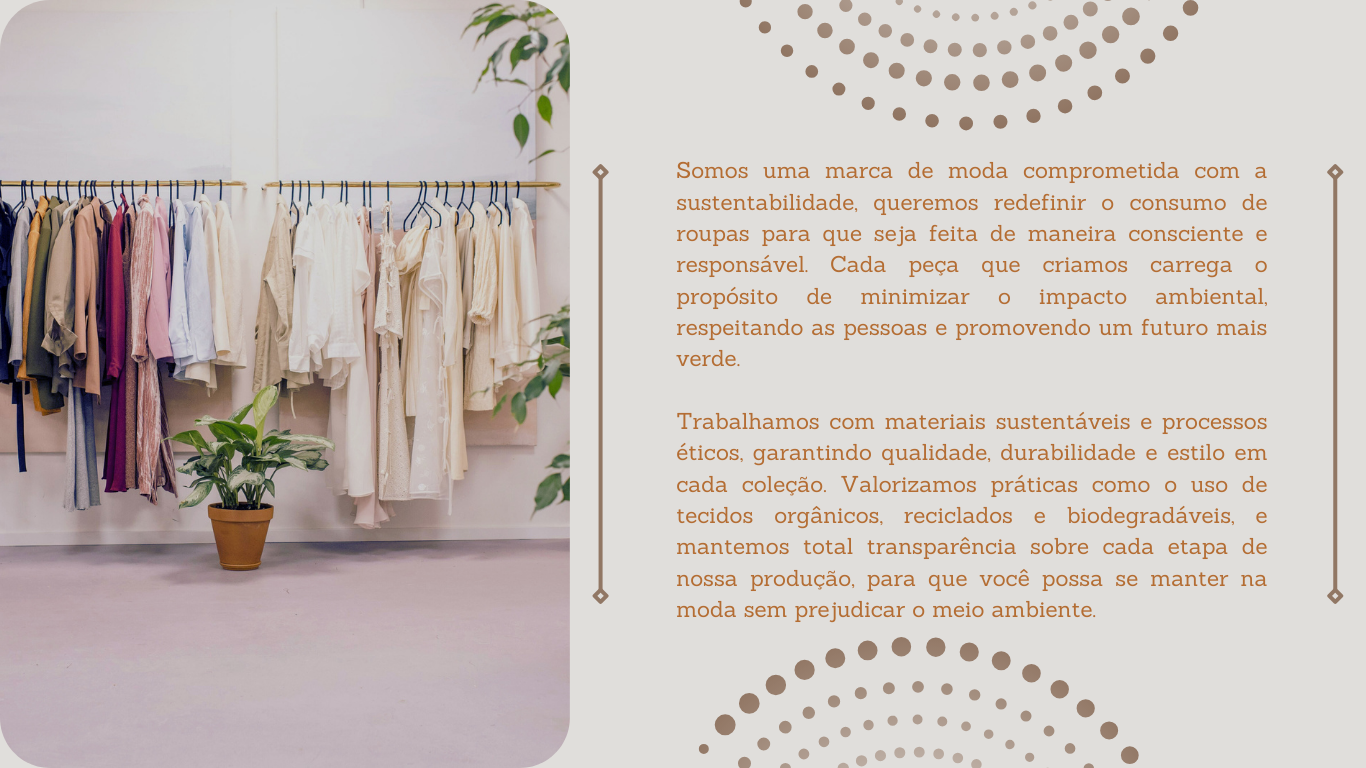 Somos uma marca de moda comprometida com a
sustentabilidade, queremos redefinir o consumo de
roupas para que seja feita de maneira consciente e
responsável. Cada peça que criamos carrega o
propósito de minimizar o impacto ambiental,
respeitando as pessoas e promovendo um futuro mais
verde.
Trabalhamos com materiais sustentáveis e processos
éticos, garantindo qualidade, durabilidade e estilo em
cada coleção. Valorizamos práticas como o uso de
tecidos orgânicos, reciclados e biodegradáveis, e
mantemos total transparência sobre cada etapa de
nossa produção, para que você possa se manter na
moda sem prejudicar o meio ambiente.